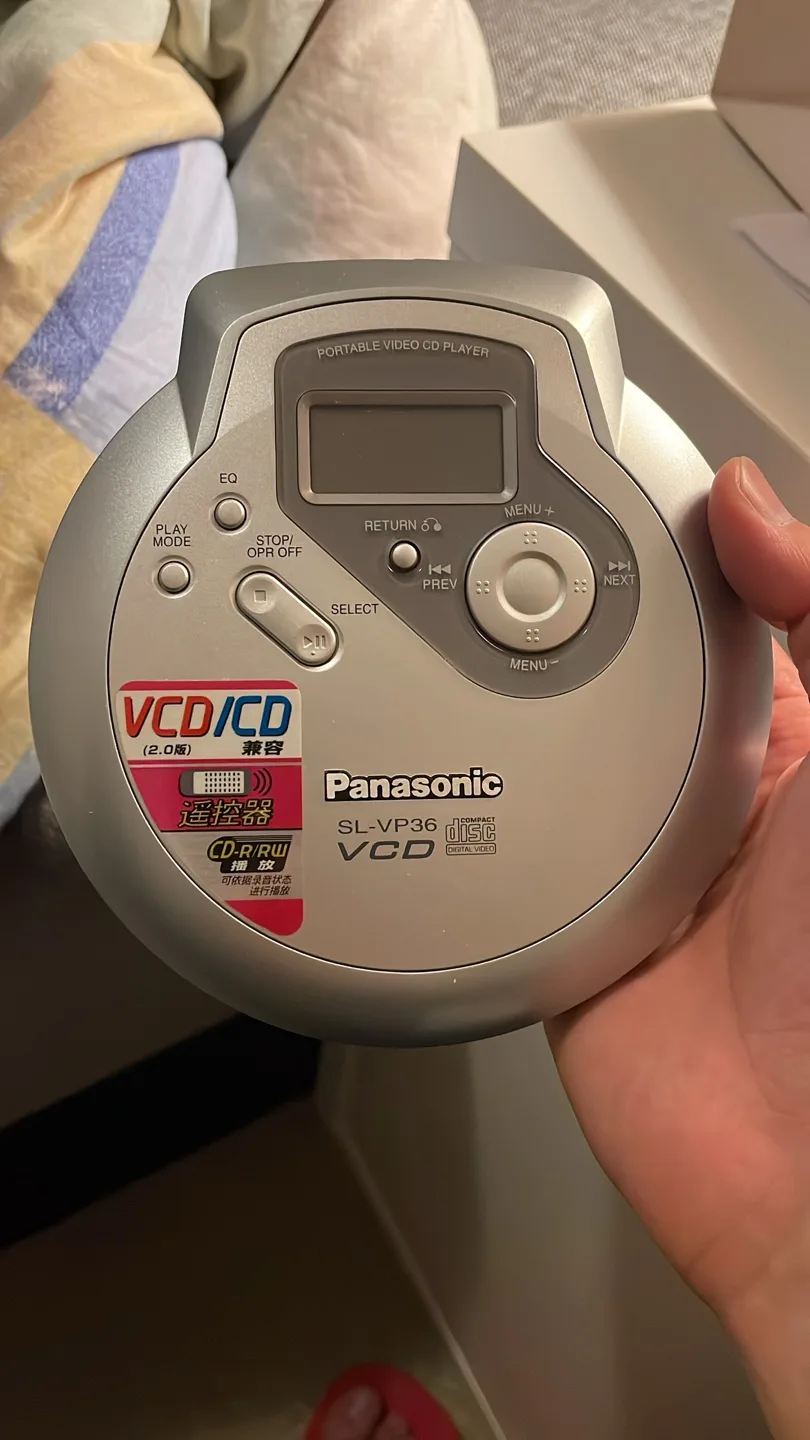 PORTABLE VIDEO CD PLAYER
EQ
PLAY
MODE
STOP/
OPR OFF
SELECT
RETURN
MENU +
PREV
NEXT
MENU -
VCD/CD
(2.0版) 兼容
遥控器
CD-R/RW
播放
可依据录音状态
进行播放
Panasonic
SL-VP36
VCD
COMPACT
disc
DIGITAL VIDEO